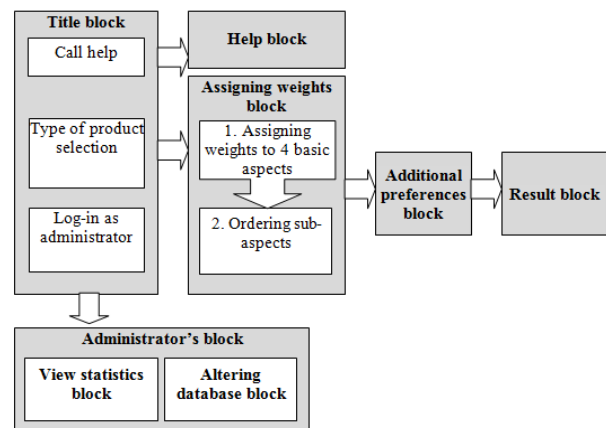 Title block
Call help
Type of product
selection
Log-in as
administrator
Help block
Assigning weights
block
1. Assigning
weights to 4 basic
aspects
2. Ordering sub-
aspects
Additional
preferences
block
Result block
Administrator's block
View statistics
block
Altering
database block